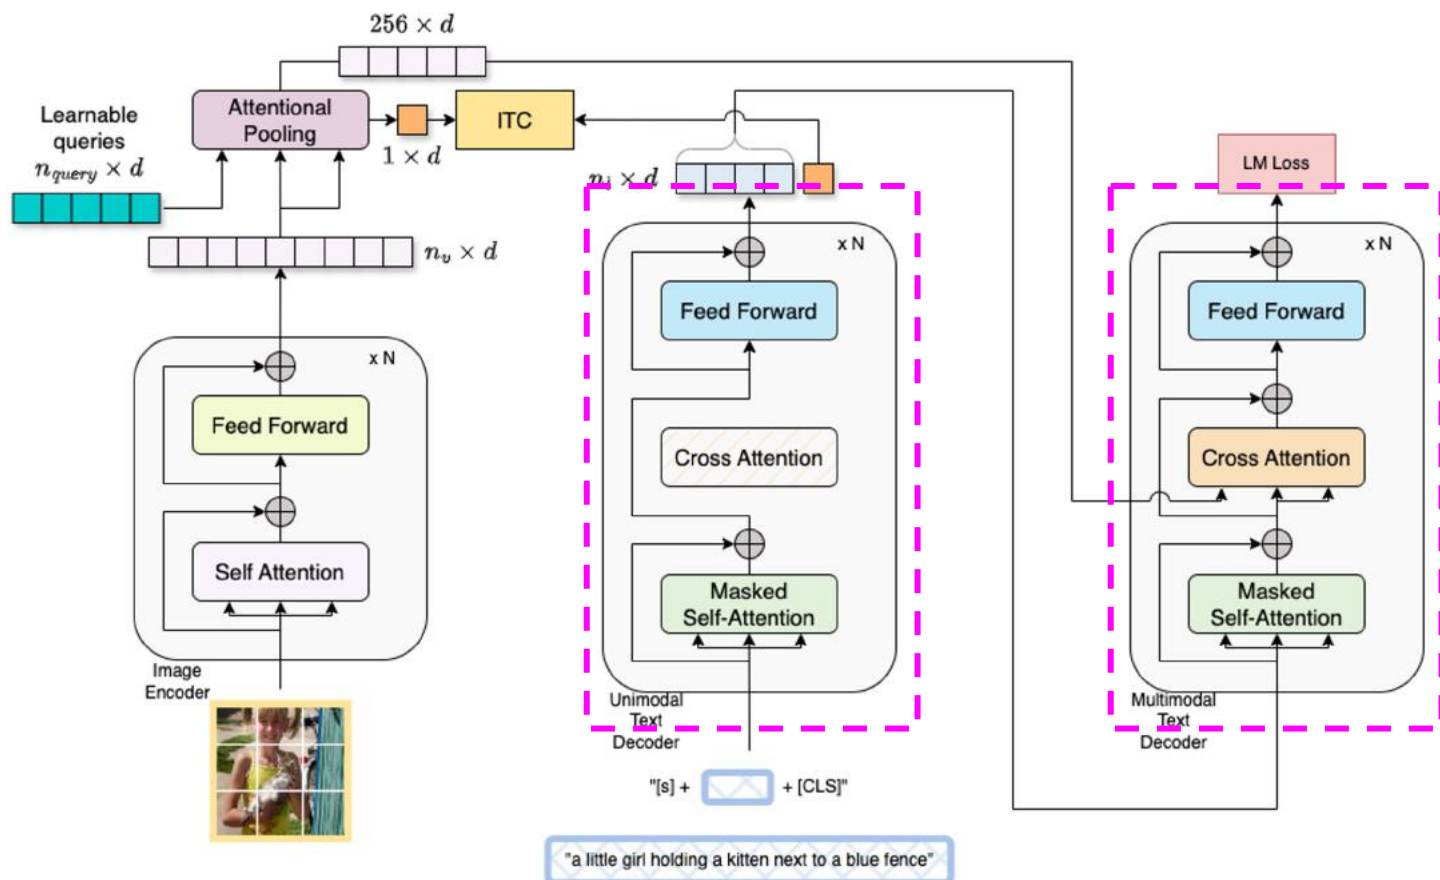 256 × d
Learnable
queries
n_query × d
Attentional
Pooling
1 × d
ITC
n_v × d
x N
Feed Forward
Self Attention
Image
Encoder
× d
x N
Feed Forward
Cross Attention
Masked
Self-Attention
Unimodal
Text
Decoder
"[s] + + [CLS]"
"a little girl holding a kitten next to a blue fence"
LM Loss
x N
Feed Forward
Cross Attention
Masked
Self-Attention
Multimodal
Text
Decoder